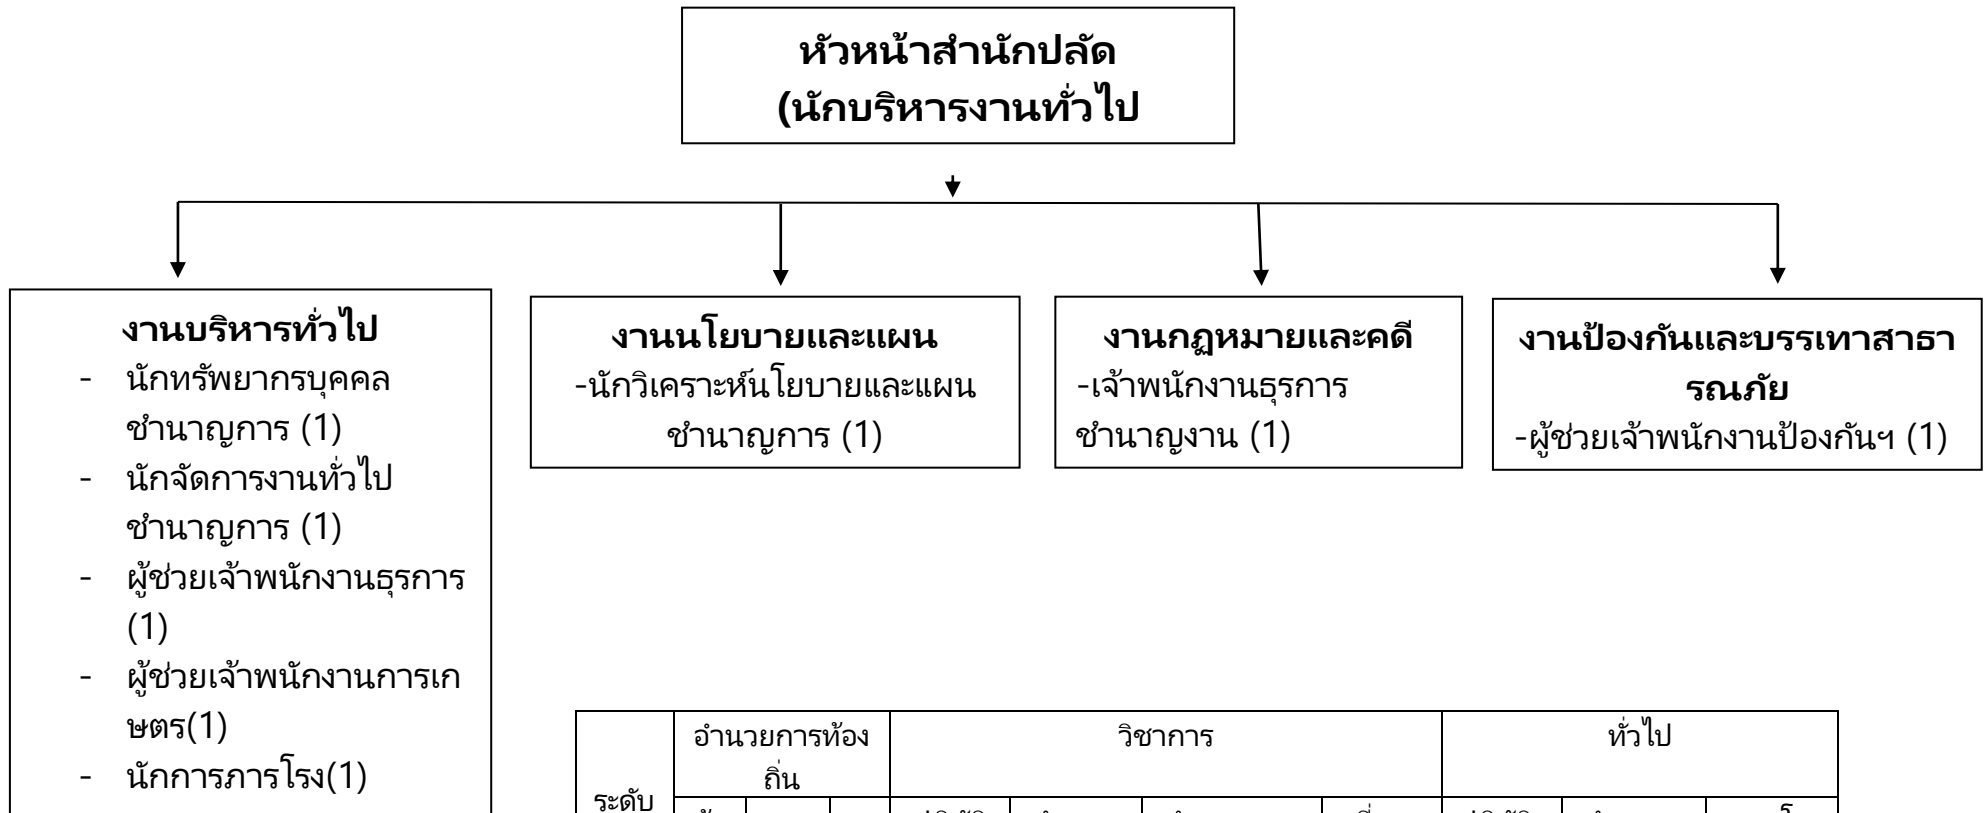 หัวหน้าสำนักปลัด
(นักบริหารงานทั่วไป
งานบริหารทั่วไป
- นักทรัพยากรบุคคล
ชำนาญการ (1)
- นักจัดการงานทั่วไป
ชำนาญการ (1)
- ผู้ช่วยเจ้าพนักงานธุรการ
(1)
- ผู้ช่วยเจ้าพนักงานการเก
ษตร(1)
- นักการภารโรง(1)
งานนโยบายและแผน
-นักวิเคราะห์นโยบายและแผน
ชำนาญการ (1)
งานกฏหมายและคดี
-เจ้าพนักงานธุรการ
ชำนาญงาน (1)
งานป้องกันและบรรเทาสาธา
รณภัย
-ผู้ช่วยเจ้าพนักงานป้องกันฯ (1)
ระดับ
อำนวยการท้อง
ถิ่น
วิชาการ
ทั่วไป